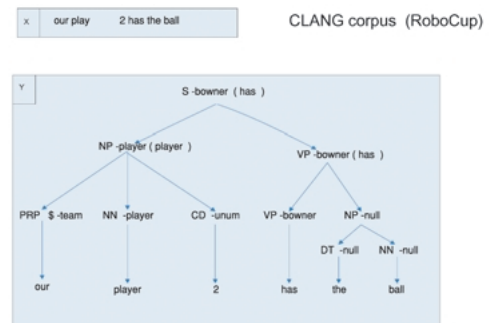 x our play 2 has the ball
CLANG corpus (RoboCup)
Y
S -bowner ( has )
NP -player ( player )
VP -bowner ( has )
PRP $ -team NN -player CD -unum VP -bowner NP -null
DT -null NN -null
our player 2 has the ball